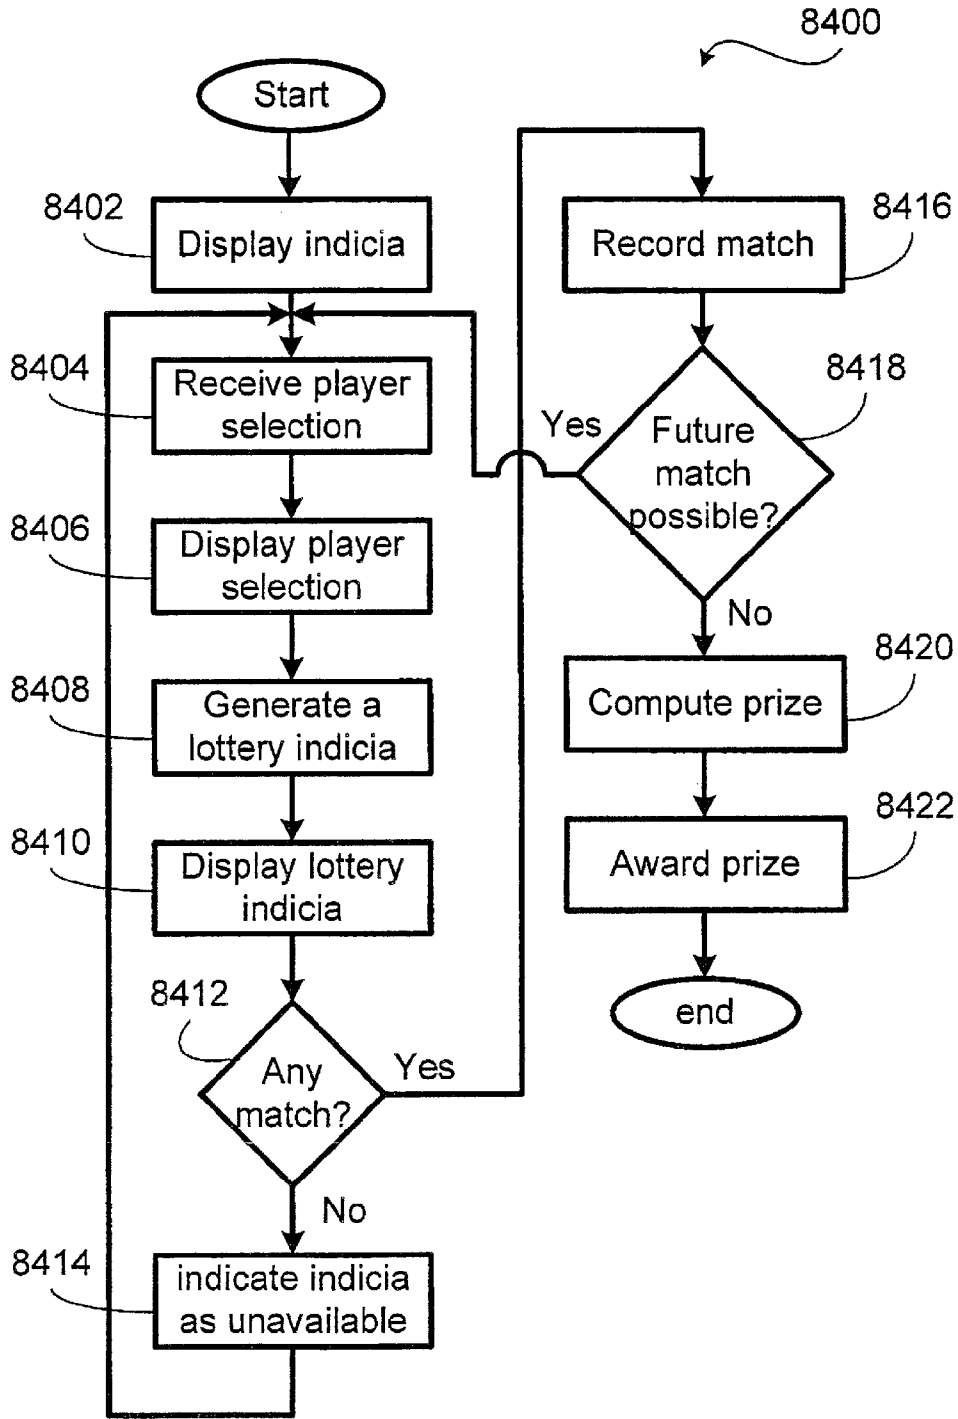 8400
Start
8402
Display indicia
8404
Receive player
selection
8406
Display player
selection
8408
Generate a
lottery indicia
8410
Display lottery
indicia
8412
Any
match?
Yes
No
8414
indicate indicia
as unavailable
8416
Record match
8418
Future
match
possible?
Yes
No
8420
Compute prize
8422
Award prize
end